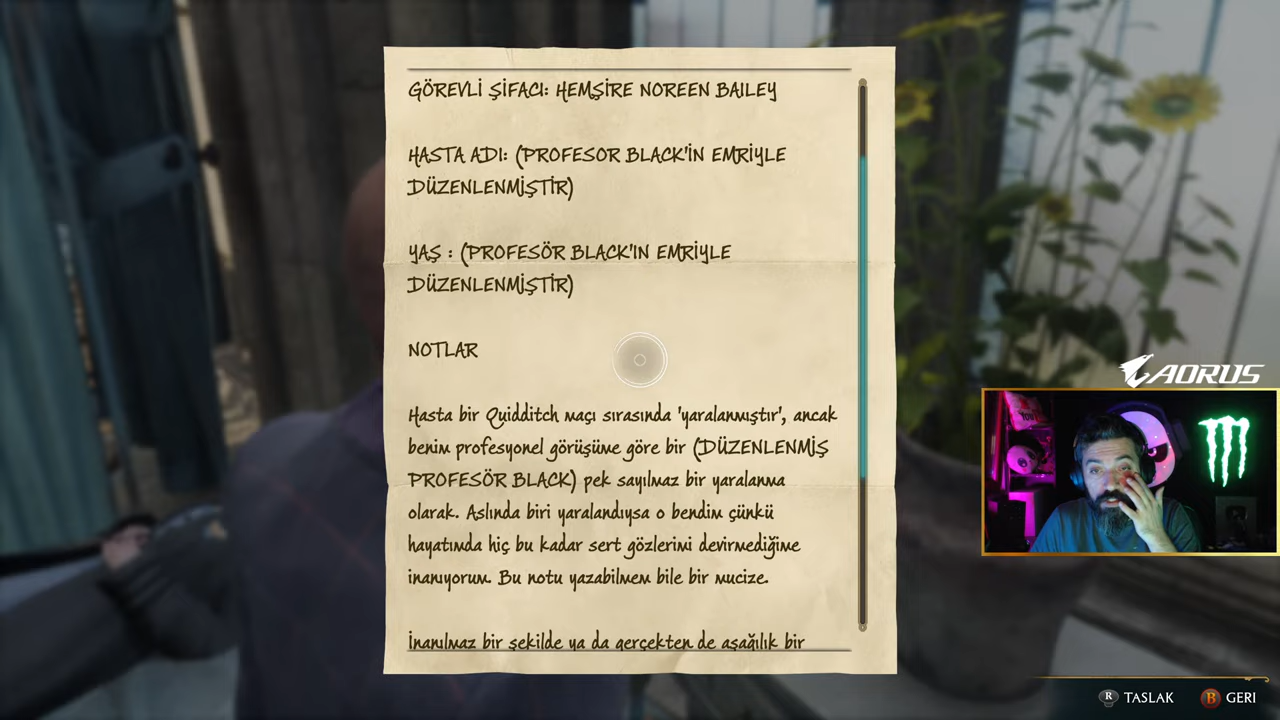 GÖREVLİ ŞİFACI: HEMŞİRE NOREEN BAILEY
HASTA ADI: (PROFESOR BLACK'İN EMRİYLE
DÜZENLENMİŞTİR)
YAŞ : (PROFESÖR BLACK'IN EMRİYLE
DÜZENLENMİŞTİR)
NOTLAR
Hasta bir Quidditch maçı sırasında 'yaralanmıştır', ancak
benim profesyonel görüşüme göre bir (DÜZENLENMİŞ
PROFESÖR BLACK) pek sayılmaz bir yaralanma
olarak. Aslında biri yaralandıysa o bendim çünkü
hayatımda hiç bu kadar sert gözlerimi devirmediğime
inanıyorum. Bu notu yazabilmem bile bir mucize.
İnanılmaz bir şekilde ya da gerçekten de aşağılık bir
AORUS
R TASLAK
B GERİ